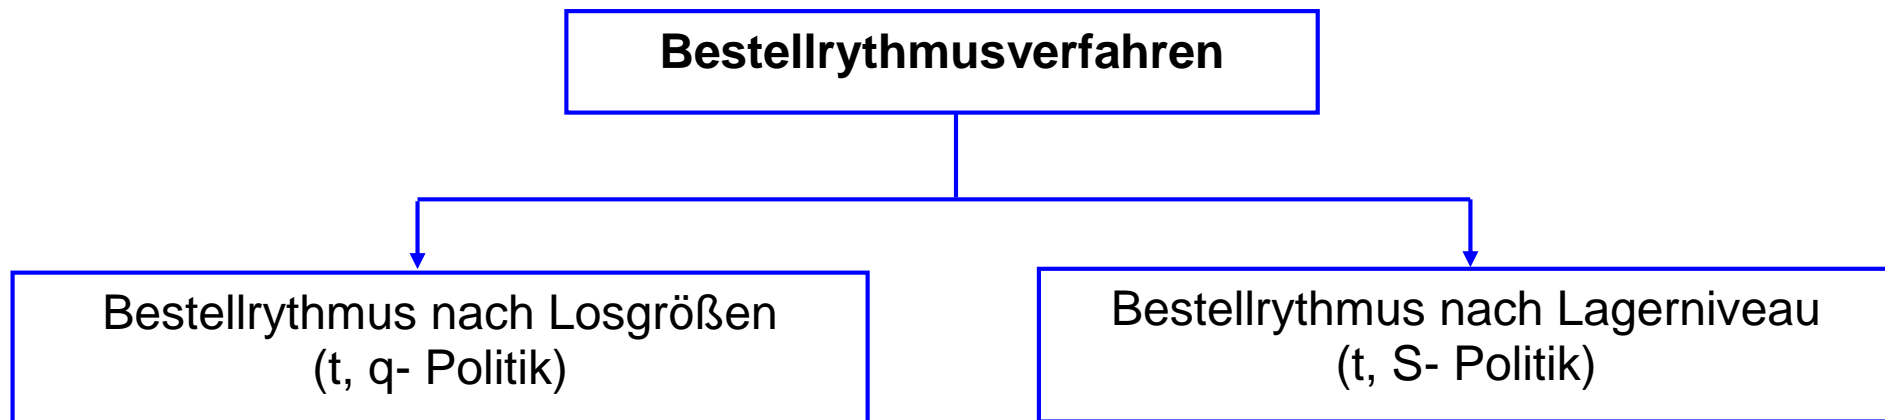 Bestellrythmusverfahren
Bestellrythmus nach Losgrößen
(t, q- Politik)
Bestellrythmus nach Lagerniveau
(t, S- Politik)